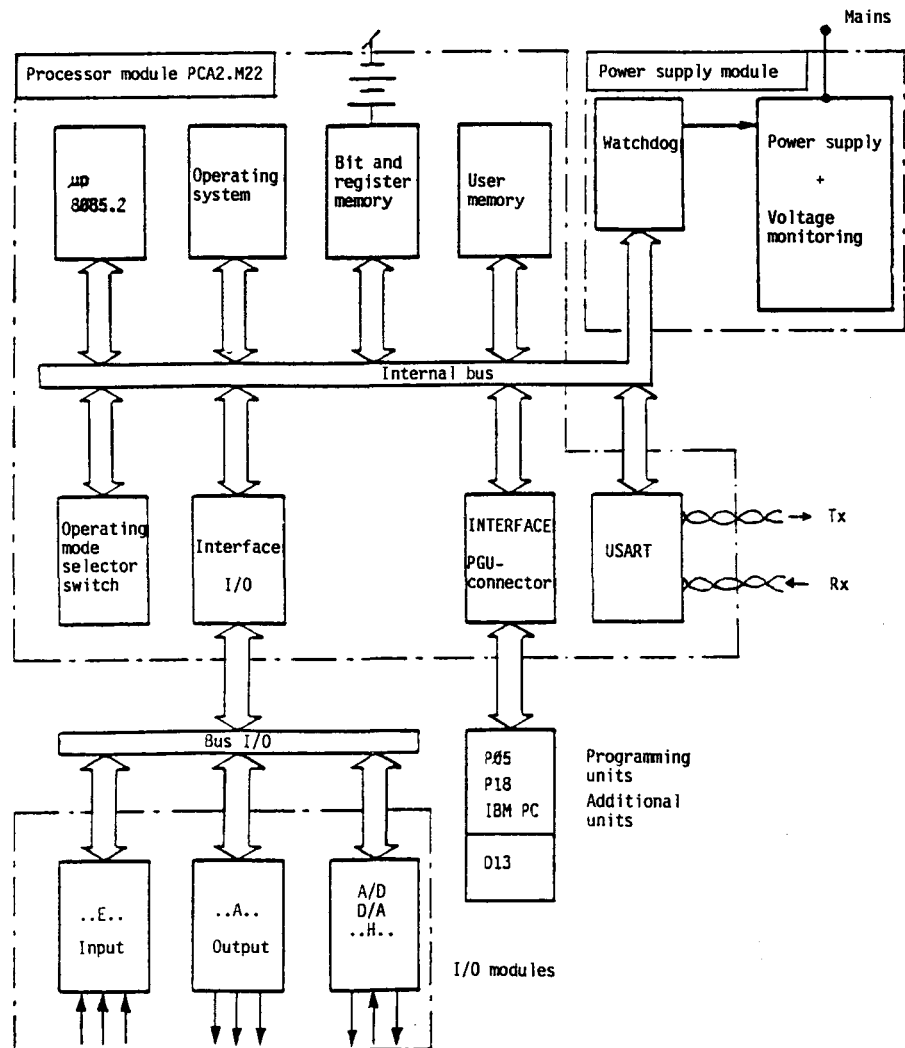 Mains
Processor module PCA2.M22
Power supply module
µp
8085.2
Operating
system
Bit and
register
memory
User
memory
Watchdog
Power supply
+
Voltage
monitoring
Internal bus
Operating
mode
selector
switch
Interface
I/O
INTERFACE
PGU-
connector
USART
Tx
Rx
Bus I/O
P05
P18
IBM PC
D13
Programming
units
Additional
units
..E..
Input
..A..
Output
A/D
D/A
..H..
I/O modules